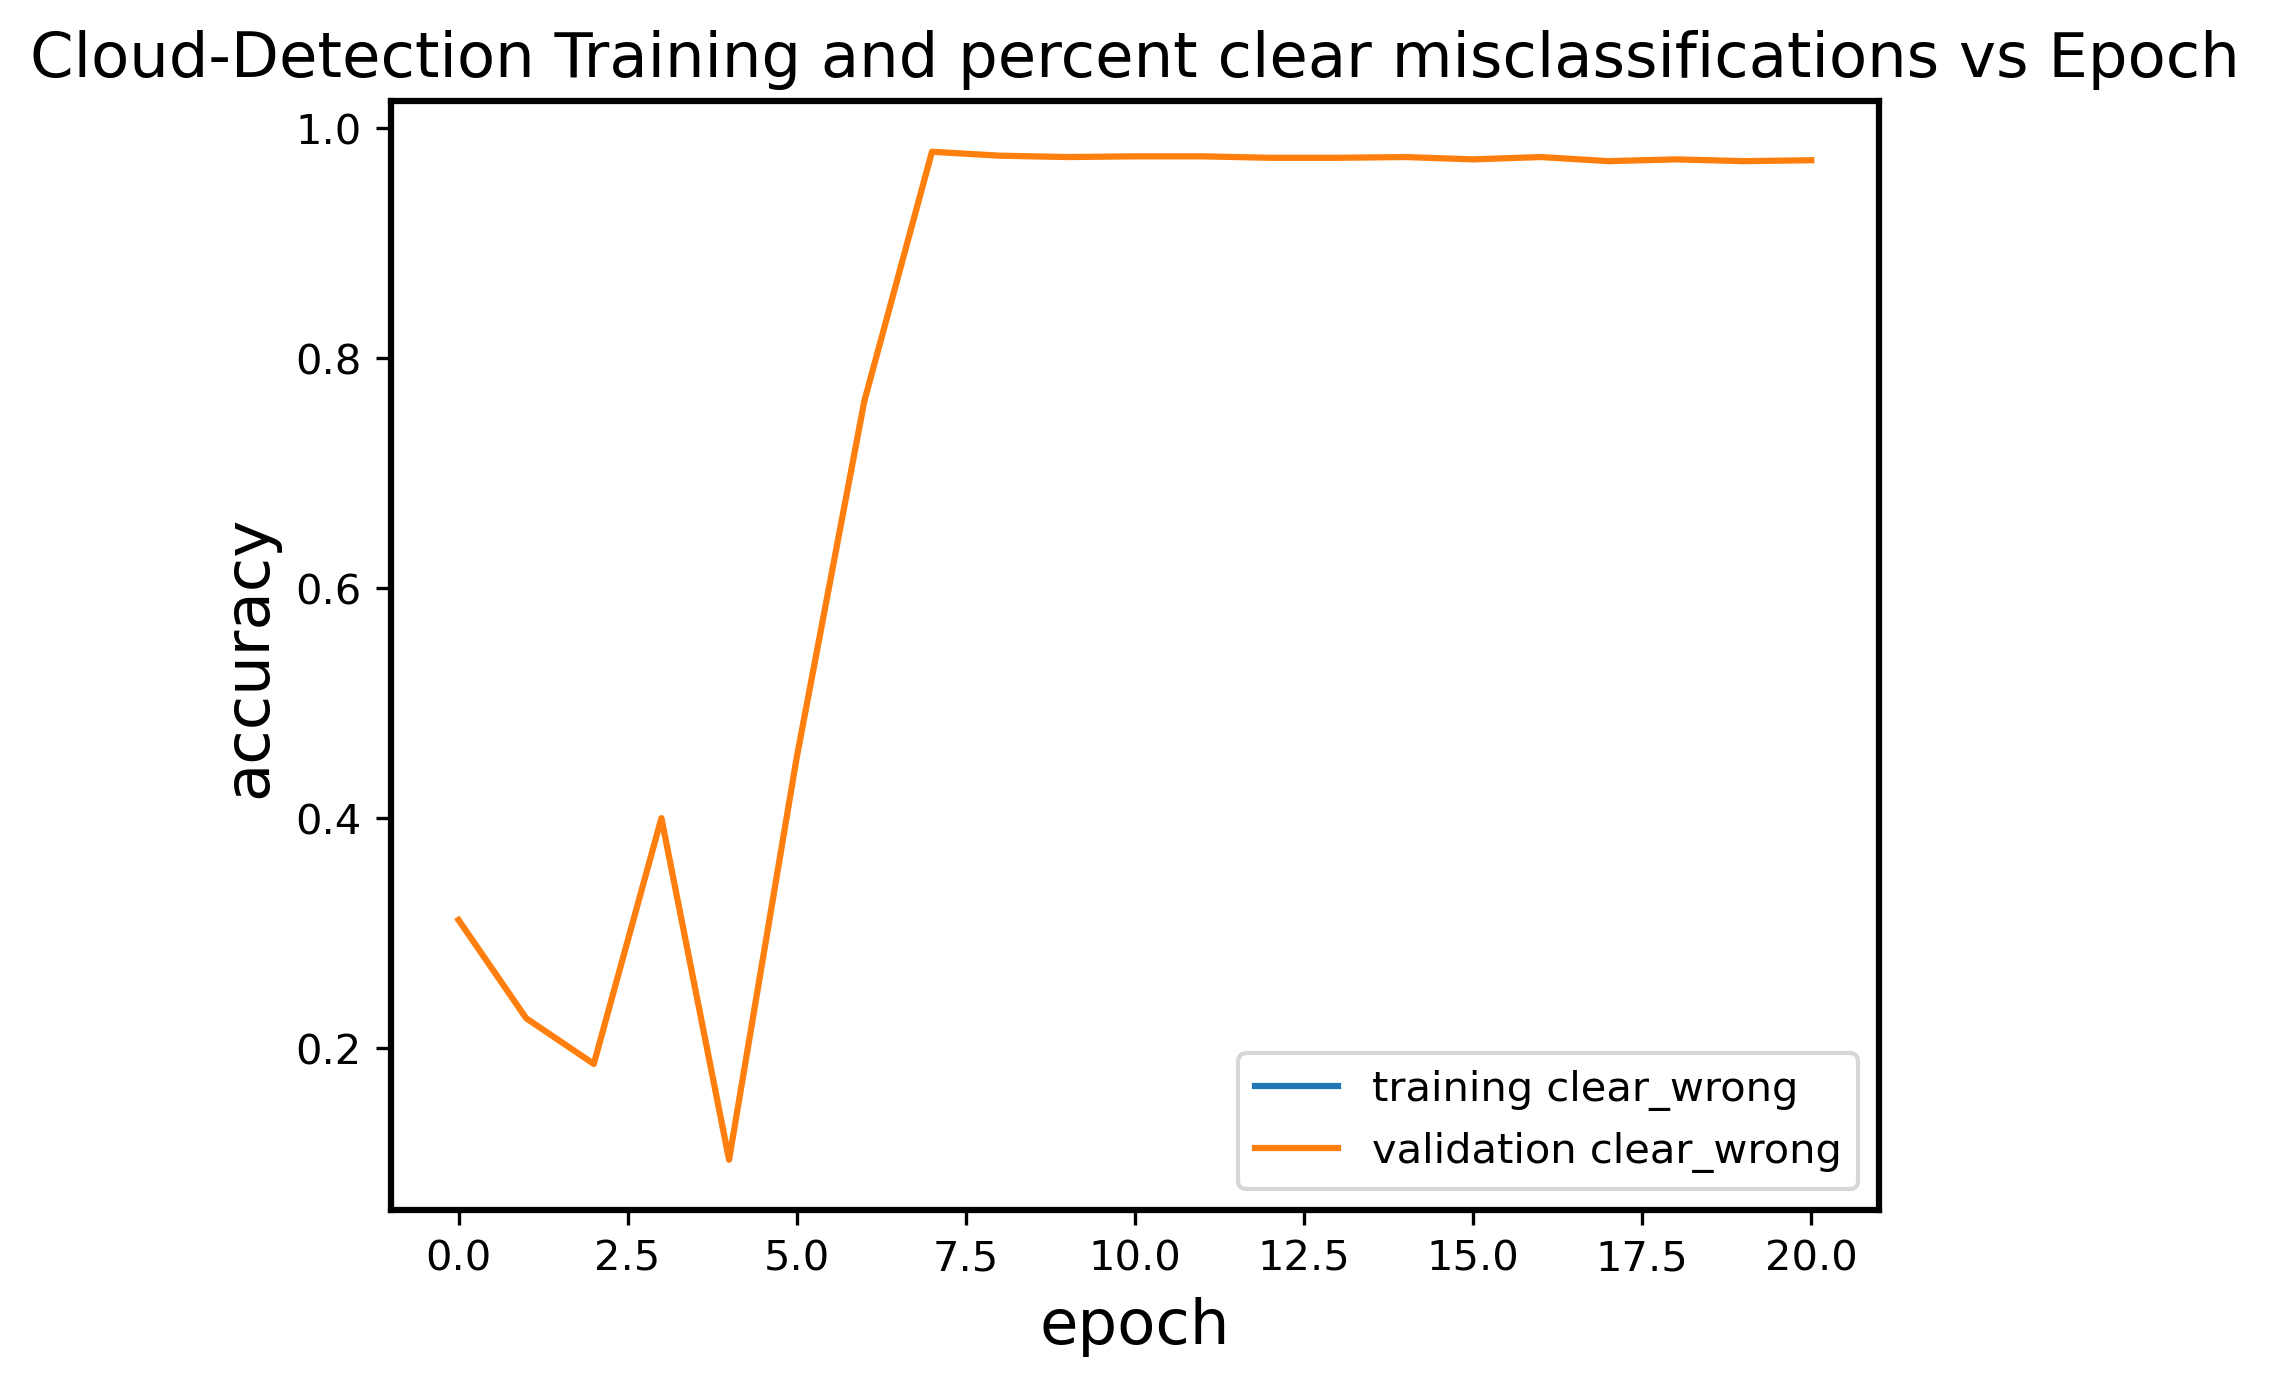 Cloud-Detection Training and percent clear misclassifications vs Epoch
accuracy
1.0
0.8
0.6
0.4
0.2
training clear_wrong
validation clear_wrong
0.0 2.5 5.0 7.5 10.0 12.5 15.0 17.5 20.0
epoch